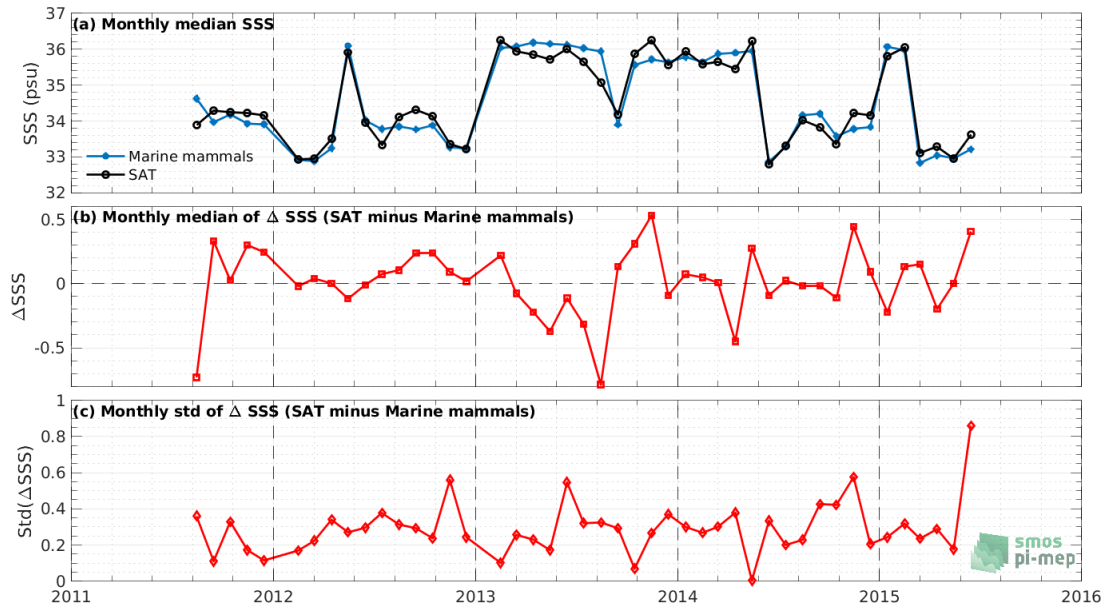 (a) Monthly median SSS
37
36
35
34
33
32
SSS (psu)
Marine mammals
SAT
(b) Monthly median of Δ SSS (SAT minus Marine mammals)
0.5
0
-0.5
ΔSSS
(c) Monthly std of Δ SSS (SAT minus Marine mammals)
1
0.8
0.6
0.4
0.2
0
Std(ΔSSS)
smos
pi-mep
2011 2012 2013 2014 2015 2016